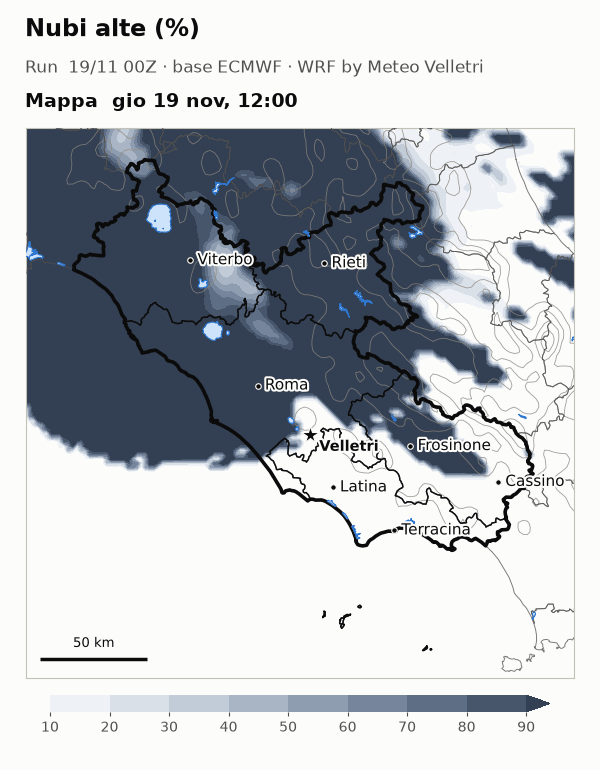 Nubi alte (%)
Run  19/11 00Z · base ECMWF · WRF by Meteo Velletri
Mappa  gio 19 nov, 12:00
Viterbo
Rieti
Roma
Velletri
Frosinone
Cassino
Latina
Terracina
50 km
10 20 30 40 50 60 70 80 90